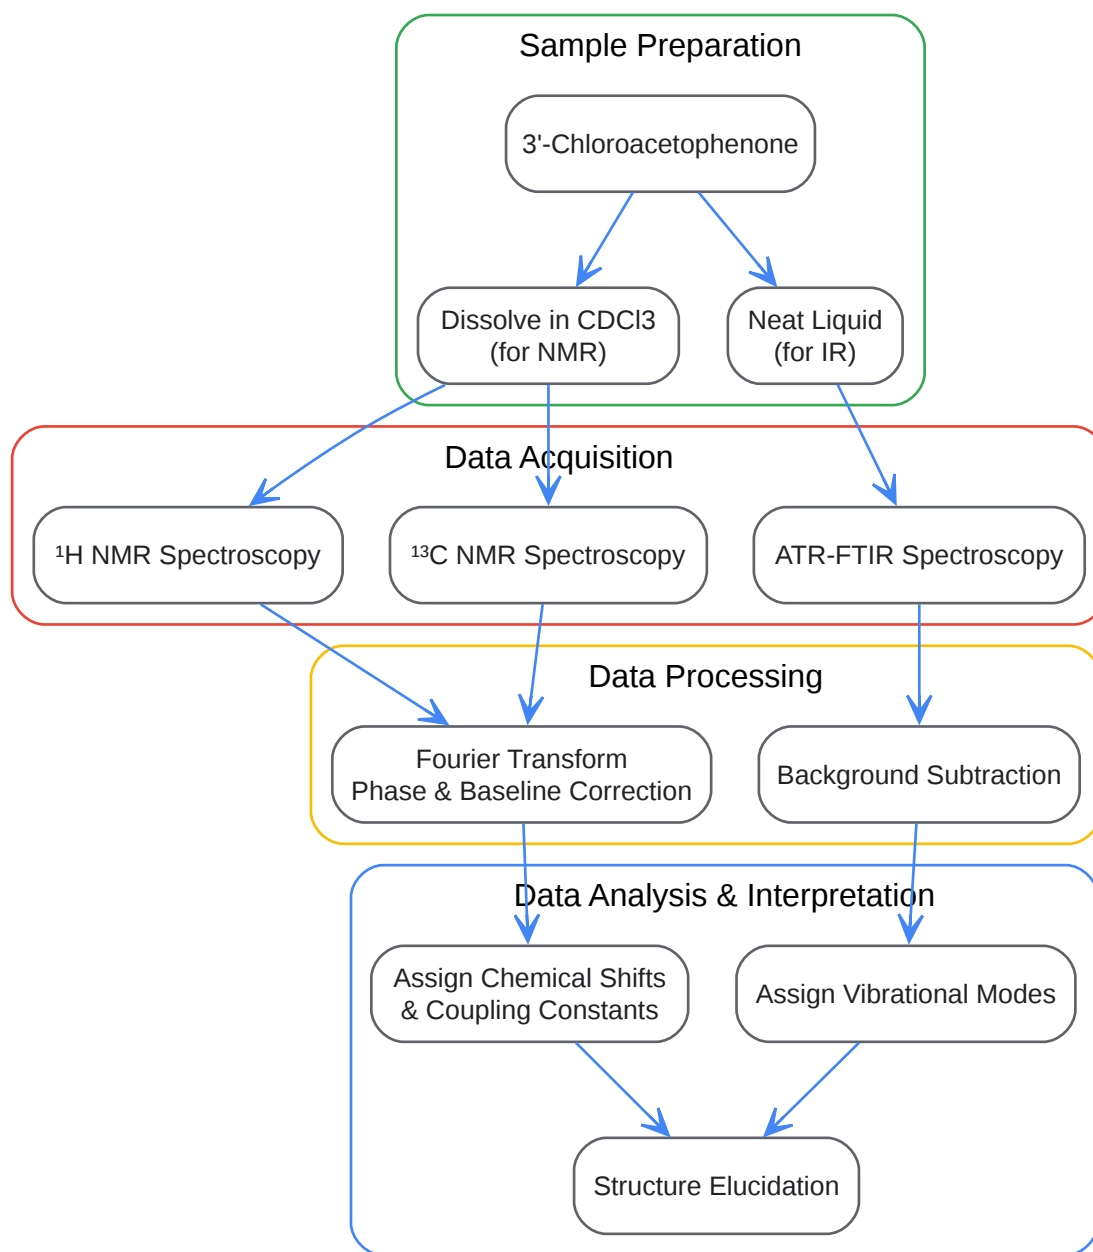 Sample Preparation
3'-Chloroacetophenone
Dissolve in CDCl3
(for NMR)
Neat Liquid
(for IR)
Data Acquisition
¹H NMR Spectroscopy
¹³C NMR Spectroscopy
ATR-FTIR Spectroscopy
Data Processing
Fourier Transform
Phase & Baseline Correction
Background Subtraction
Data Analysis & Interpretation
Assign Chemical Shifts
& Coupling Constants
Assign Vibrational Modes
Structure Elucidation